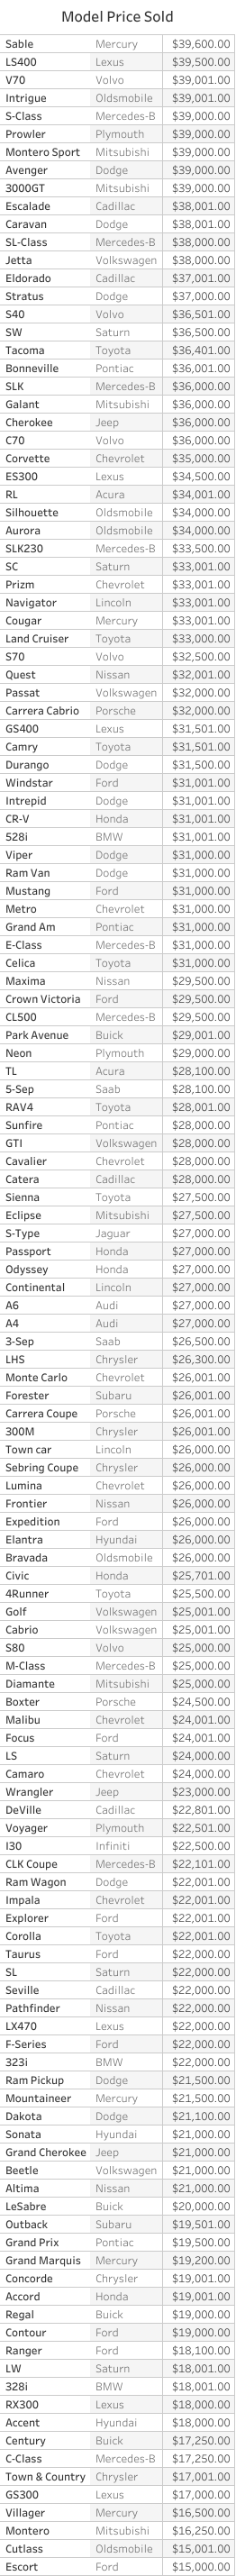 Model Price Sold
Sable Mercury $39,600.00
LS400 Lexus $39,500.00
V70 Volvo $39,001.00
Intrigue Oldsmobile $39,001.00
S-Class Mercedes-B $39,000.00
Prowler Plymouth $39,000.00
Montero Sport Mitsubishi $39,000.00
Avenger Dodge $39,000.00
3000GT Mitsubishi $39,000.00
Escalade Cadillac $38,001.00
Caravan Dodge $38,001.00
SL-Class Mercedes-B $38,000.00
Jetta Volkswagen $38,000.00
Eldorado Cadillac $37,001.00
Stratus Dodge $37,000.00
S40 Volvo $36,501.00
SW Saturn $36,500.00
Tacoma Toyota $36,401.00
Bonneville Pontiac $36,001.00
SLK Mercedes-B $36,000.00
Galant Mitsubishi $36,000.00
Cherokee Jeep $36,000.00
C70 Volvo $36,000.00
Corvette Chevrolet $35,000.00
ES300 Lexus $34,500.00
RL Acura $34,001.00
Silhouette Oldsmobile $34,000.00
Aurora Oldsmobile $34,000.00
SLK230 Mercedes-B $33,500.00
SC Saturn $33,001.00
Prizm Chevrolet $33,001.00
Navigator Lincoln $33,001.00
Cougar Mercury $33,001.00
Land Cruiser Toyota $33,000.00
S70 Volvo $32,500.00
Quest Nissan $32,001.00
Passat Volkswagen $32,000.00
Carrera Cabrio Porsche $32,000.00
GS400 Lexus $31,501.00
Camry Toyota $31,501.00
Durango Dodge $31,500.00
Windstar Ford $31,001.00
Intrepid Dodge $31,001.00
CR-V Honda $31,001.00
528i BMW $31,001.00
Viper Dodge $31,000.00
Ram Van Dodge $31,000.00
Mustang Ford $31,000.00
Metro Chevrolet $31,000.00
Grand Am Pontiac $31,000.00
E-Class Mercedes-B $31,000.00
Celica Toyota $31,000.00
Maxima Nissan $29,500.00
Crown Victoria Ford $29,500.00
CL500 Mercedes-B $29,500.00
Park Avenue Buick $29,001.00
Neon Plymouth $29,000.00
TL Acura $28,100.00
5-Sep Saab $28,100.00
RAV4 Toyota $28,001.00
Sunfire Pontiac $28,000.00
GTI Volkswagen $28,000.00
Cavalier Chevrolet $28,000.00
Catera Cadillac $28,000.00
Sienna Toyota $27,500.00
Eclipse Mitsubishi $27,500.00
S-Type Jaguar $27,000.00
Passport Honda $27,000.00
Odyssey Honda $27,000.00
Continental Lincoln $27,000.00
A6 Audi $27,000.00
A4 Audi $27,000.00
3-Sep Saab $26,500.00
LHS Chrysler $26,300.00
Monte Carlo Chevrolet $26,001.00
Forester Subaru $26,001.00
Carrera Coupe Porsche $26,001.00
300M Chrysler $26,001.00
Town car Lincoln $26,000.00
Sebring Coupe Chrysler $26,000.00
Lumina Chevrolet $26,000.00
Frontier Nissan $26,000.00
Expedition Ford $26,000.00
Elantra Hyundai $26,000.00
Bravada Oldsmobile $26,000.00
Civic Honda $25,701.00
4Runner Toyota $25,500.00
Golf Volkswagen $25,001.00
Cabrio Volkswagen $25,001.00
S80 Volvo $25,000.00
M-Class Mercedes-B $25,000.00
Diamante Mitsubishi $25,000.00
Boxter Porsche $24,500.00
Malibu Chevrolet $24,001.00
Focus Ford $24,001.00
LS Saturn $24,000.00
Camaro Chevrolet $24,000.00
Wrangler Jeep $23,000.00
DeVille Cadillac $22,801.00
Voyager Plymouth $22,501.00
I30 Infiniti $22,500.00
CLK Coupe Mercedes-B $22,101.00
Ram Wagon Dodge $22,001.00
Impala Chevrolet $22,001.00
Explorer Ford $22,001.00
Corolla Toyota $22,001.00
Taurus Ford $22,000.00
SL Saturn $22,000.00
Seville Cadillac $22,000.00
Pathfinder Nissan $22,000.00
LX470 Lexus $22,000.00
F-Series Ford $22,000.00
323i BMW $22,000.00
Ram Pickup Dodge $21,500.00
Mountaineer Mercury $21,500.00
Dakota Dodge $21,100.00
Sonata Hyundai $21,000.00
Grand Cherokee Jeep $21,000.00
Beetle Volkswagen $21,000.00
Altima Nissan $21,000.00
LeSabre Buick $20,000.00
Outback Subaru $19,501.00
Grand Prix Pontiac $19,500.00
Grand Marquis Mercury $19,200.00
Concorde Chrysler $19,001.00
Accord Honda $19,001.00
Regal Buick $19,000.00
Contour Ford $19,000.00
Ranger Ford $18,100.00
LW Saturn $18,001.00
328i BMW $18,001.00
RX300 Lexus $18,000.00
Accent Hyundai $18,000.00
Century Buick $17,250.00
C-Class Mercedes-B $17,250.00
Town & Country Chrysler $17,001.00
GS300 Lexus $17,000.00
Villager Mercury $16,500.00
Montero Mitsubishi $16,250.00
Cutlass Oldsmobile $15,001.00
Escort Ford $15,000.00